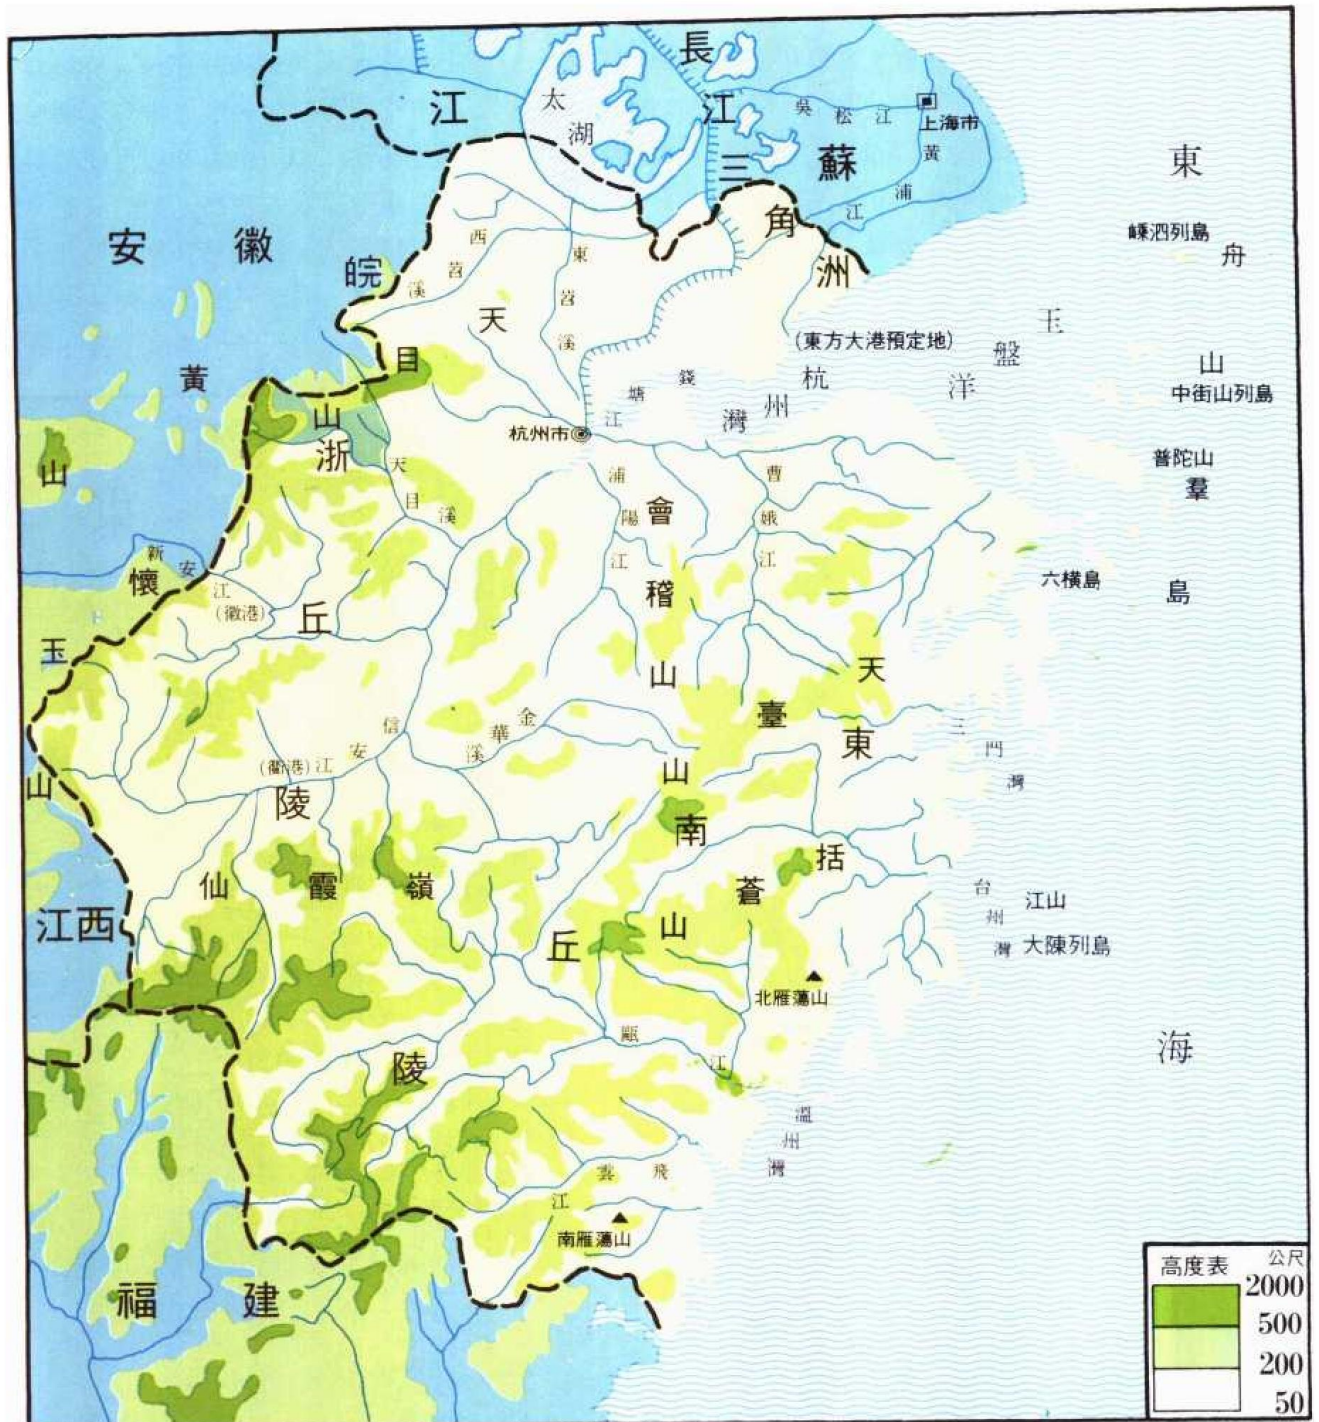 長江三角洲
江蘇
太湖
吳松江
上海市
黃浦江
東海
嵊泗列島
舟山羣島
安徽
皖
西苕溪
東苕溪
天目山
(東方大港預定地)
玉盤洋
杭州灣
錢塘江
中街山列島
黃山
杭州市
浙
天目溪
浦陽江
會稽山
曹娥江
普陀山
六橫島
新安江
(徽港)
懷玉山
丘陵
天臺山
金華溪
信安江
(衢港)
三門灣
東南丘陵
仙霞嶺
括蒼山
台州灣
江山
大陳列島
江西
北雁蕩山
甌江
溫州灣
飛雲江
南雁蕩山
福建
高度表
公尺
2000
500
200
50